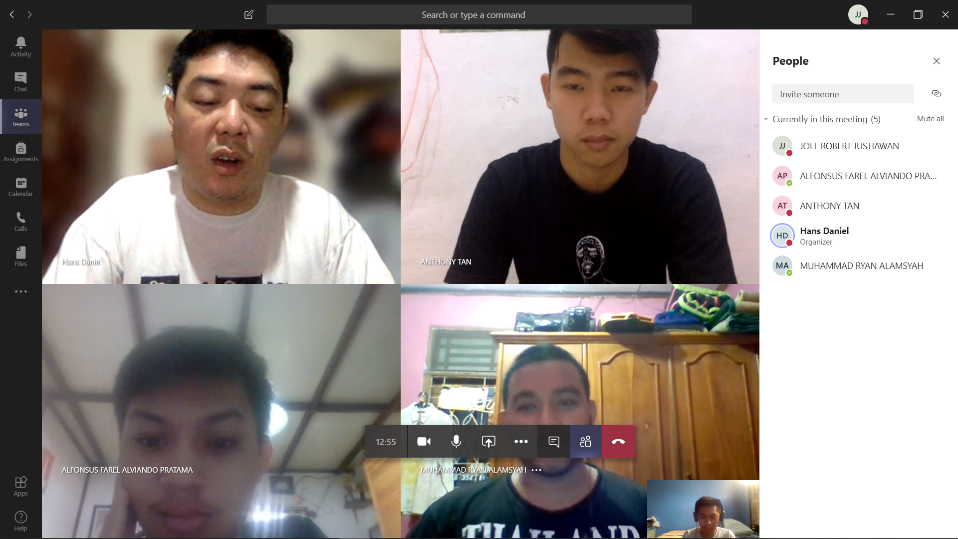 Search or type a command
JJ
Activity
Chat
Teams
Assignments
Calendar
Calls
Files
Apps
Help
Hans Daniel
ANTHONY TAN
ALFONSUS FAREL ALVIANDO PRATAMA
MUHAMMAD RYAN ALAMSYAH
12:55
THAILAND
People
Invite someone
Currently in this meeting (5)
Mute all
JJ
JOEL ROBERT JUSTIAWAN
AP
ALFONSUS FAREL ALVIANDO PRA...
AT
ANTHONY TAN
HD
Hans Daniel
Organizer
MA
MUHAMMAD RYAN ALAMSYAH